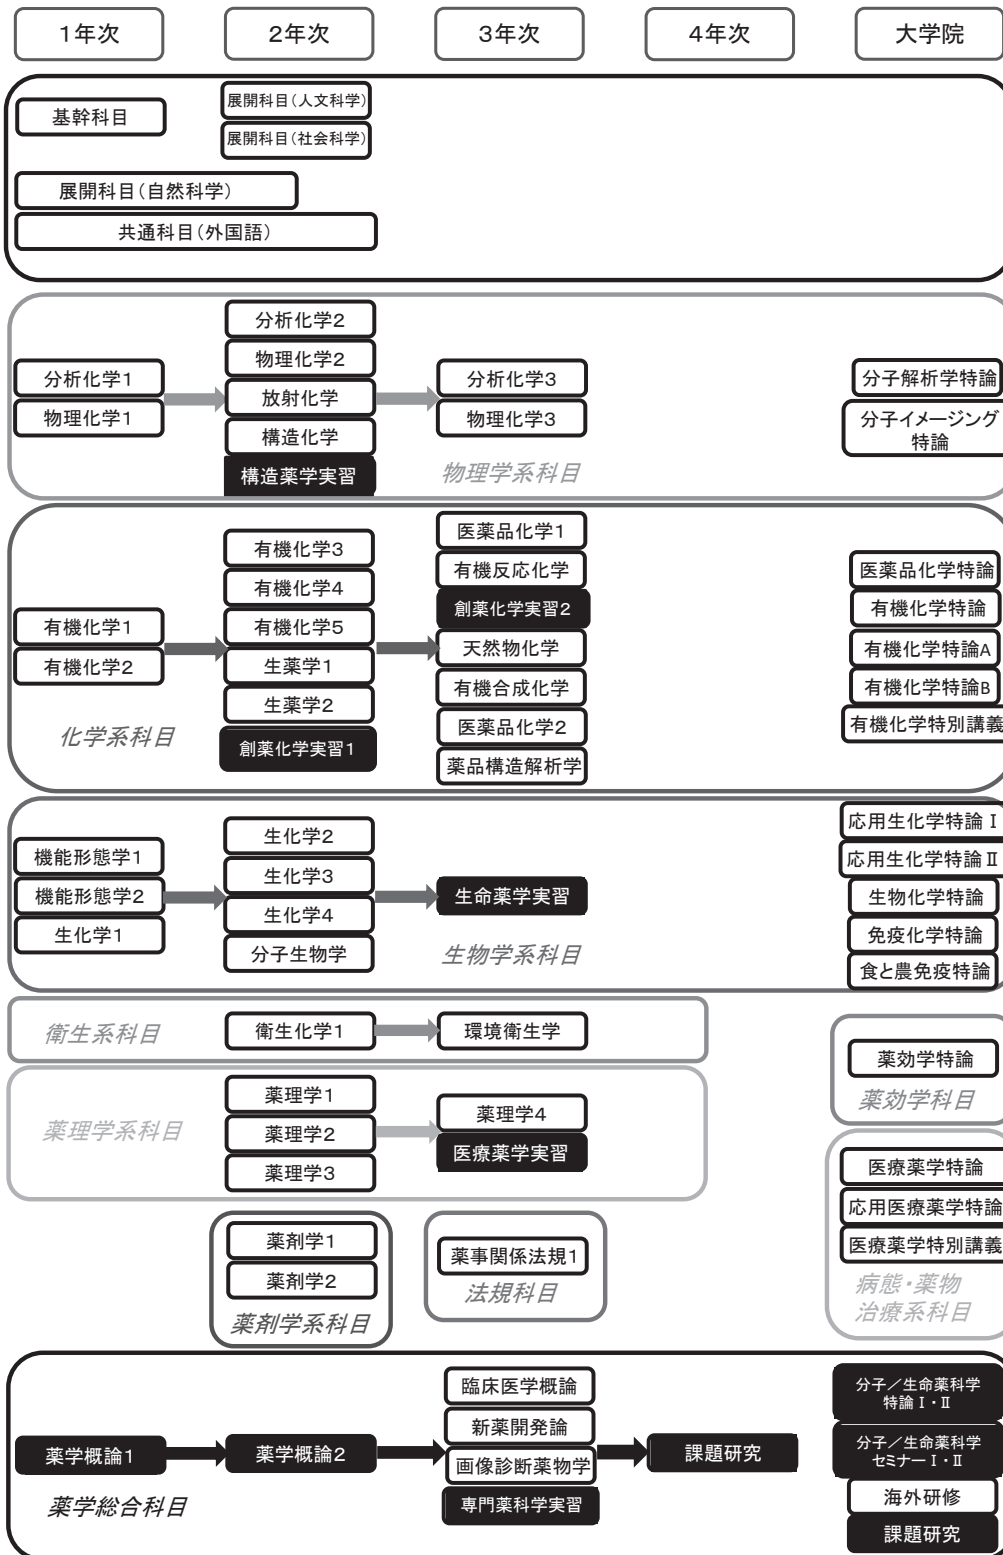 1年次
2年次
3年次
4年次
大学院
基幹科目
展開科目(人文科学)
展開科目(社会科学)
展開科目(自然科学)
共通科目(外国語)
分析化学1
物理化学1
分析化学2
物理化学2
放射化学
構造化学
構造薬学実習
分析化学3
物理化学3
物理学系科目
分子解析学特論
分子イメージング
特論
有機化学1
有機化学2
化学系科目
有機化学3
有機化学4
有機化学5
生薬学1
生薬学2
創薬化学実習1
医薬品化学1
有機反応化学
創薬化学実習2
天然物化学
有機合成化学
医薬品化学2
薬品構造解析学
医薬品化学特論
有機化学特論
有機化学特論A
有機化学特論B
有機化学特別講義
機能形態学1
機能形態学2
生化学1
生化学2
生化学3
生化学4
分子生物学
生命薬学実習
生物学系科目
応用生化学特論Ⅰ
応用生化学特論Ⅱ
生物化学特論
免疫化学特論
食と農免疫特論
衛生系科目
衛生化学1
環境衛生学
薬理学系科目
薬理学1
薬理学2
薬理学3
薬理学4
医療薬学実習
薬効学特論
薬効学科目
薬剤学1
薬剤学2
薬剤学系科目
薬事関係法規1
法規科目
医療薬学特論
応用医療薬学特論
医療薬学特別講義
病態・薬物
治療系科目
薬学概論1
薬学総合科目
薬学概論2
臨床医学概論
新薬開発論
画像診断薬物学
専門薬科学実習
課題研究
分子/生命薬科学
特論Ⅰ・Ⅱ
分子/生命薬科学
セミナーⅠ・Ⅱ
海外研修
課題研究